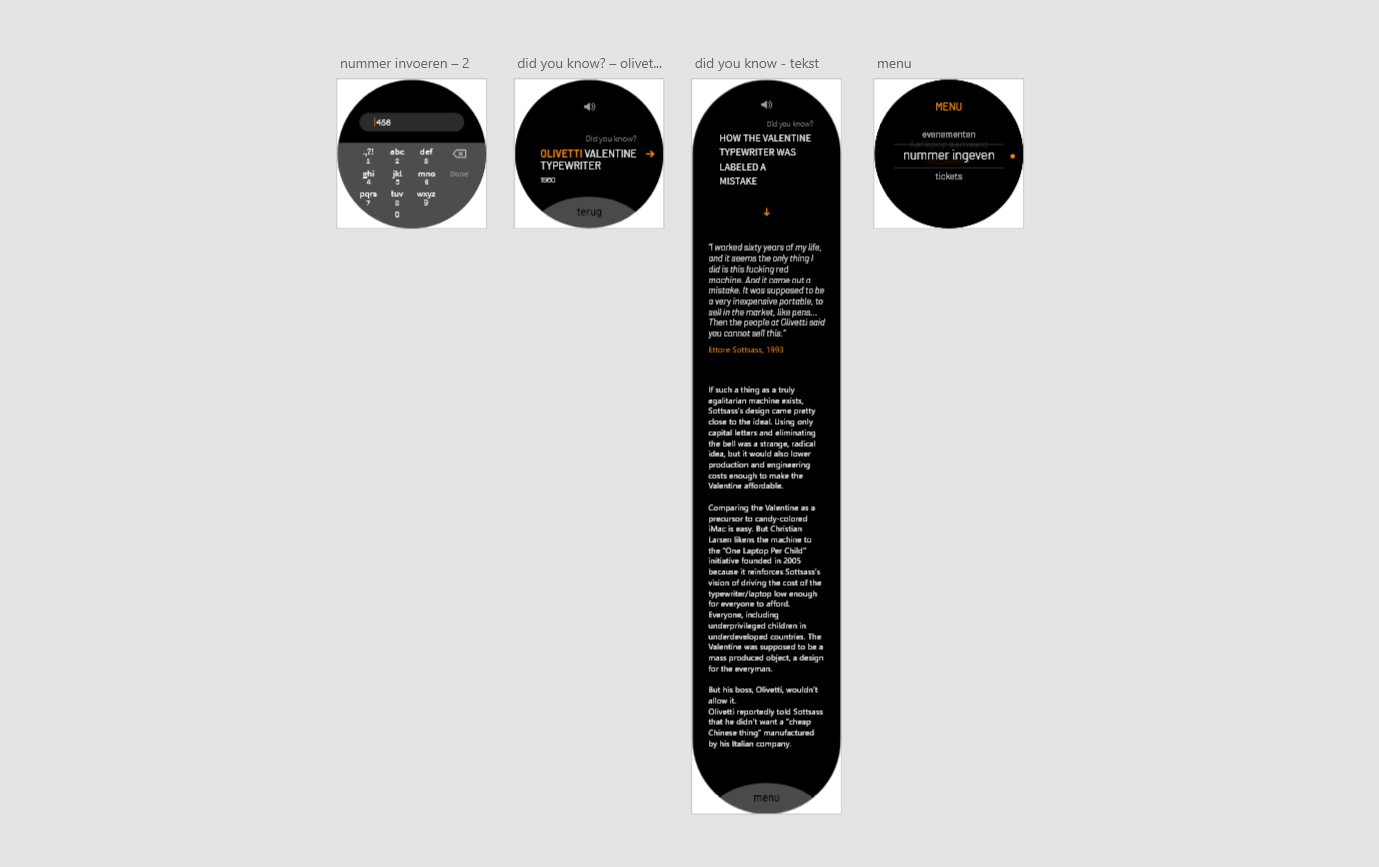 nummer invoeren – 2
456
.,?! abc def
1 2 3
ghi jkl mno Done
4 5 6
pqrs tuv wxyz
7 8 9
0
did you know? – olivet...
Did you know?
OLIVETTI VALENTINE
TYPEWRITER
1960
terug
did you know - tekst
Did you know?
HOW THE VALENTINE
TYPEWRITER WAS
LABELED A
MISTAKE
"I worked sixty years of my life,
and it seems the only thing I
did is this fucking red
machine. And it came out a
mistake. It was supposed to be
a very inexpensive portable, to
sell in the market, like pens...
Then the people at Olivetti said
you cannot sell this."
Ettore Sottsass, 1993
If such a thing as a truly
egalitarian machine exists,
Sottsass's design came pretty
close to the ideal. Using only
capital letters and eliminating
the bell was a strange, radical
idea, but it would also lower
production and engineering
costs enough to make the
Valentine affordable.
Comparing the Valentine as a
precursor to candy-colored
iMac is easy. But Christian
Larsen likens the machine to
the "One Laptop Per Child"
initiative founded in 2005
because it reinforces Sottsass's
vision of driving the cost of the
typewriter/laptop low enough
for everyone to afford.
Everyone, including
underprivileged children in
underdeveloped countries. The
Valentine was supposed to be a
mass produced object, a design
for the everyman.
But his boss, Olivetti, wouldn't
allow it.
Olivetti reportedly told Sottsass
that he didn't want a "cheap
Chinese thing" manufactured
by his Italian company.
menu
menu
MENU
evenementen
nummer ingeven
tickets